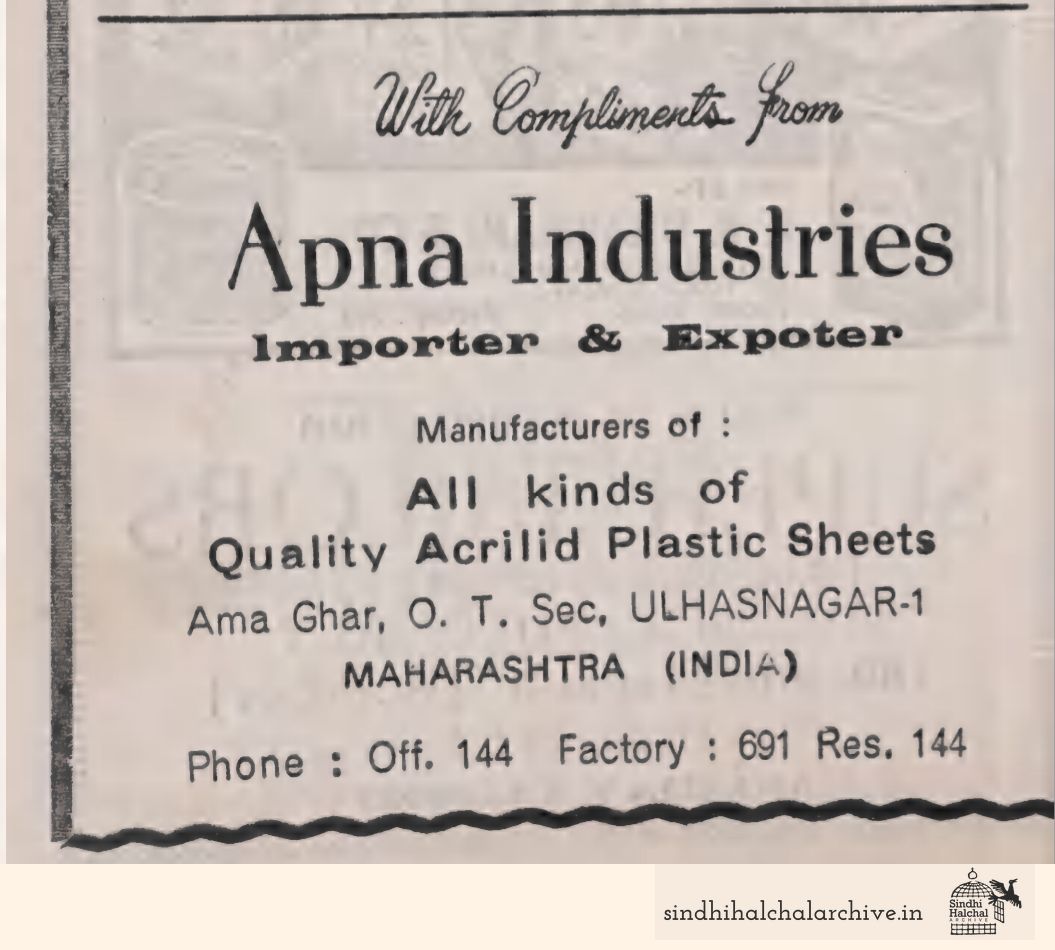 With Compliments From
Apna Industries
Importer & Expoter
Manufacturers of :
All kinds of
Quality Acrilid Plastic Sheets
Ama Ghar, O. T. Sec, ULHASNAGAR-1
MAHARASHTRA (INDIA)
Phone : Off. 144 Factory : 691 Res. 144
sindhihalchalarchive.in
Sindhi
Halchal
ARCHIVE